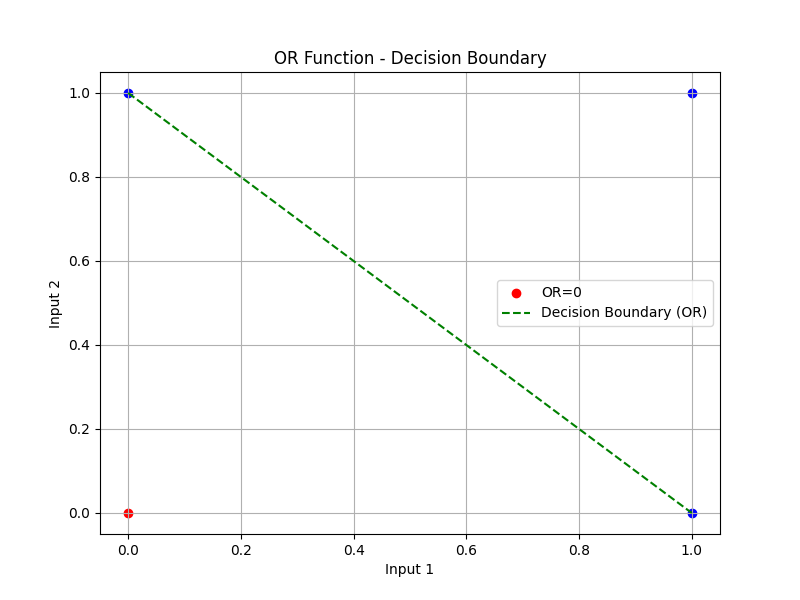 OR Function - Decision Boundary
1.0
0.8
0.6
0.4
0.2
0.0
Input 2
OR=0
Decision Boundary (OR)
0.0 0.2 0.4 0.6 0.8 1.0
Input 1